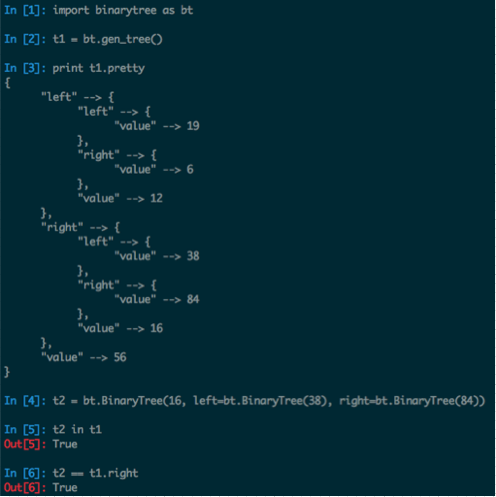 In [1]: import binarytree as bt
In [2]: t1 = bt.gen_tree()
In [3]: print t1.pretty
{
      "left" --> {
            "left" --> {
                  "value" --> 19
            },
            "right" --> {
                  "value" --> 6
            },
            "value" --> 12
      },
      "right" --> {
            "left" --> {
                  "value" --> 38
            },
            "right" --> {
                  "value" --> 84
            },
            "value" --> 16
      },
      "value" --> 56
}
In [4]: t2 = bt.BinaryTree(16, left=bt.BinaryTree(38), right=bt.BinaryTree(84))
In [5]: t2 in t1
Out[5]: True
In [6]: t2 == t1.right
Out[6]: True